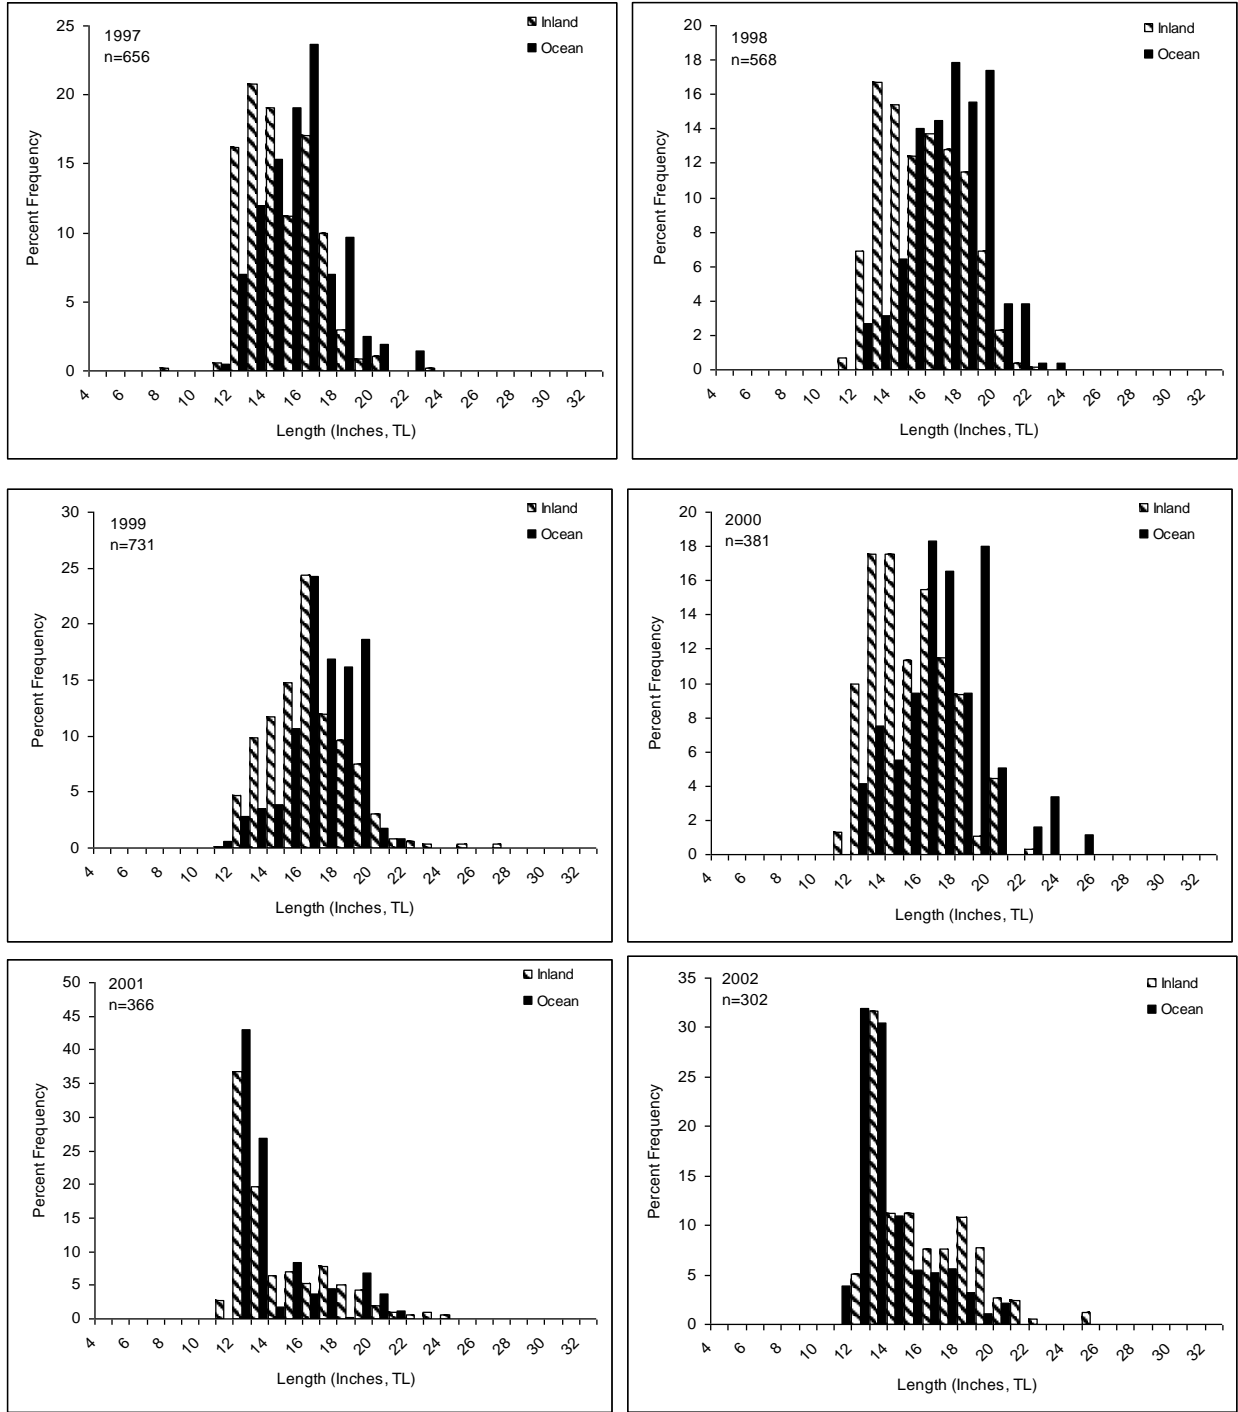 1997
n=656
Inland
Ocean
25
20
15
10
5
0
Percent Frequency
4 6 8 10 12 14 16 18 20 22 24 26 28 30 32
Length (Inches, TL)
1998
n=568
Inland
Ocean
20
18
16
14
12
10
8
6
4
2
0
Percent Frequency
4 6 8 10 12 14 16 18 20 22 24 26 28 30 32
Length (Inches, TL)
1999
n=731
Inland
Ocean
30
25
20
15
10
5
0
Percent Frequency
4 6 8 10 12 14 16 18 20 22 24 26 28 30 32
Length (Inches, TL)
2000
n=381
Inland
Ocean
20
18
16
14
12
10
8
6
4
2
0
Percent Frequency
4 6 8 10 12 14 16 18 20 22 24 26 28 30 32
Length (Inches, TL)
2001
n=366
Inland
Ocean
50
45
40
35
30
25
20
15
10
5
0
Percent Frequency
4 6 8 10 12 14 16 18 20 22 24 26 28 30 32
Length (Inches, TL)
2002
n=302
Inland
Ocean
35
30
25
20
15
10
5
0
Percent Frequency
4 6 8 10 12 14 16 18 20 22 24 26 28 30 32
Length (Inches, TL)